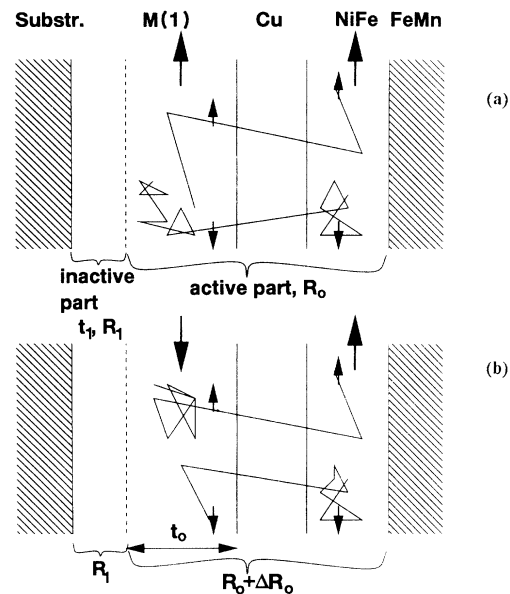 Substr. M(1) Cu NiFe FeMn
(a)
inactive
part
t₁, R₁
active part, Rₒ
(b)
tₒ
R₁
Rₒ+ΔRₒ